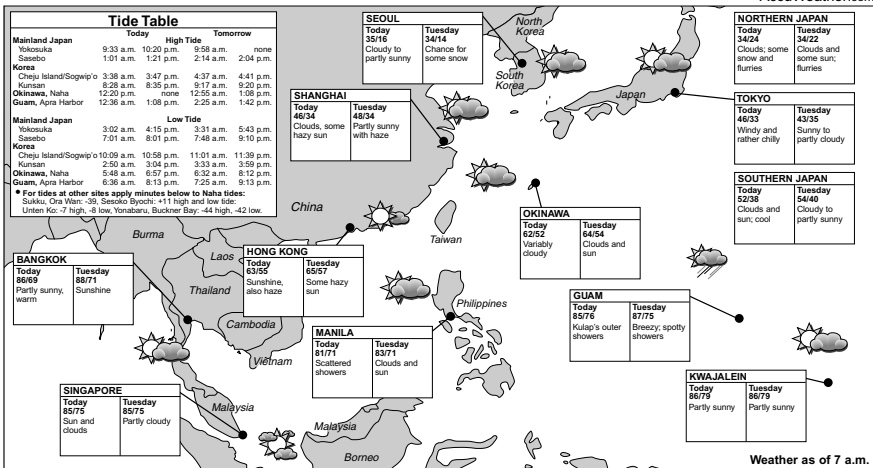 Tide Table
Today Tomorrow
Mainland Japan High Tide
Yokosuka 9:33 a.m. 10:20 p.m. 9:58 a.m. none
Sasebo 1:01 a.m. 1:21 p.m. 2:14 a.m. 2:04 p.m.
Korea
Cheju Island/Sogwip'o 3:38 a.m. 3:47 p.m. 4:37 a.m. 4:41 p.m.
Kunsan 8:28 a.m. 8:35 p.m. 9:17 a.m. 9:20 p.m.
Okinawa, Naha 12:20 p.m. none 12:55 a.m. 1:08 p.m.
Guam, Apra Harbor 12:36 a.m. 1:08 p.m. 2:25 a.m. 1:42 p.m.
Mainland Japan Low Tide
Yokosuka 3:02 a.m. 4:15 p.m. 3:31 a.m. 5:43 p.m.
Sasebo 7:01 a.m. 8:01 p.m. 7:48 a.m. 9:10 p.m.
Korea
Cheju Island/Sogwip'o 10:09 a.m. 10:58 p.m. 11:01 a.m. 11:39 p.m.
Kunsan 2:50 a.m. 3:04 p.m. 3:33 a.m. 3:59 p.m.
Okinawa, Naha 5:48 a.m. 6:57 p.m. 6:32 a.m. 8:12 p.m.
Guam, Apra Harbor 6:36 a.m. 8:13 p.m. 7:25 a.m. 9:13 p.m.
• For tides at other sites apply minutes below to Naha tides:
Sukku, Ora Wan: -39, Sesoko Byochi: +11 high and low tide:
Unten Ko: -7 high, -8 low, Yonabaru, Buckner Bay: -44 high, -42 low.
SEOUL
Today Tuesday
35/16 34/14
Cloudy to Chance for
partly sunny some snow
North
Korea
South
Korea
Japan
NORTHERN JAPAN
Today Tuesday
34/24 34/22
Clouds; some Clouds and
snow and some sun;
flurries flurries
SHANGHAI
Today Tuesday
46/34 48/34
Clouds, some Partly sunny
hazy sun with haze
TOKYO
Today Tuesday
46/33 43/35
Windy and Sunny to
rather chilly partly cloudy
SOUTHERN JAPAN
Today Tuesday
52/38 54/40
Clouds and Cloudy to
sun; cool partly sunny
China
Taiwan
OKINAWA
Today Tuesday
62/52 64/54
Variably Clouds and
cloudy sun
Burma
Laos
Thailand
Cambodia
Vietnam
HONG KONG
Today Tuesday
63/55 65/57
Sunshine, Some hazy
also haze sun
BANGKOK
Today Tuesday
86/69 88/71
Partly sunny, Sunshine
warm
Philippines
GUAM
Today Tuesday
85/76 87/75
Kulap's outer Breezy; spotty
showers showers
MANILA
Today Tuesday
81/71 83/71
Scattered Clouds and
showers sun
KWAJALEIN
Today Tuesday
86/79 86/79
Partly sunny Partly sunny
SINGAPORE
Today Tuesday
85/75 85/75
Sun and Partly cloudy
clouds
Malaysia
Malaysia
Borneo
Weather as of 7 a.m.